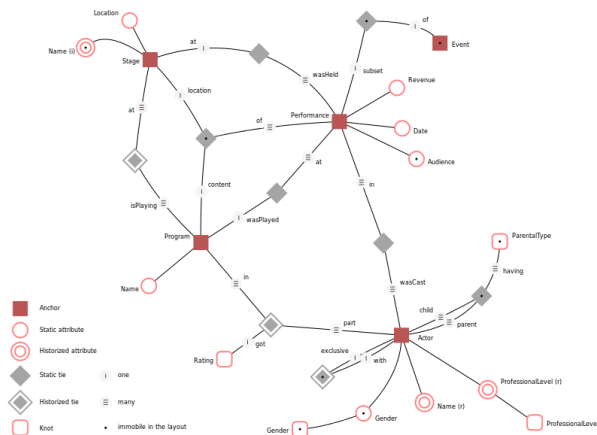 Location
Name (i)
Stage
at
wasHeld
of
Event
subset
Revenue
location
at
of
Performance
Date
Audience
at
content
in
isPlaying
wasPlayed
Program
ParentalType
having
in
Name
wasCast
child
parent
part
Actor
got
exclusive
with
Rating
ProfessionalLevel (r)
Name (r)
Gender
Gender
ProfessionalLeve
Anchor
Static attribute
Historized attribute
Static tie
one
Historized tie
many
Knot
immobile in the layout